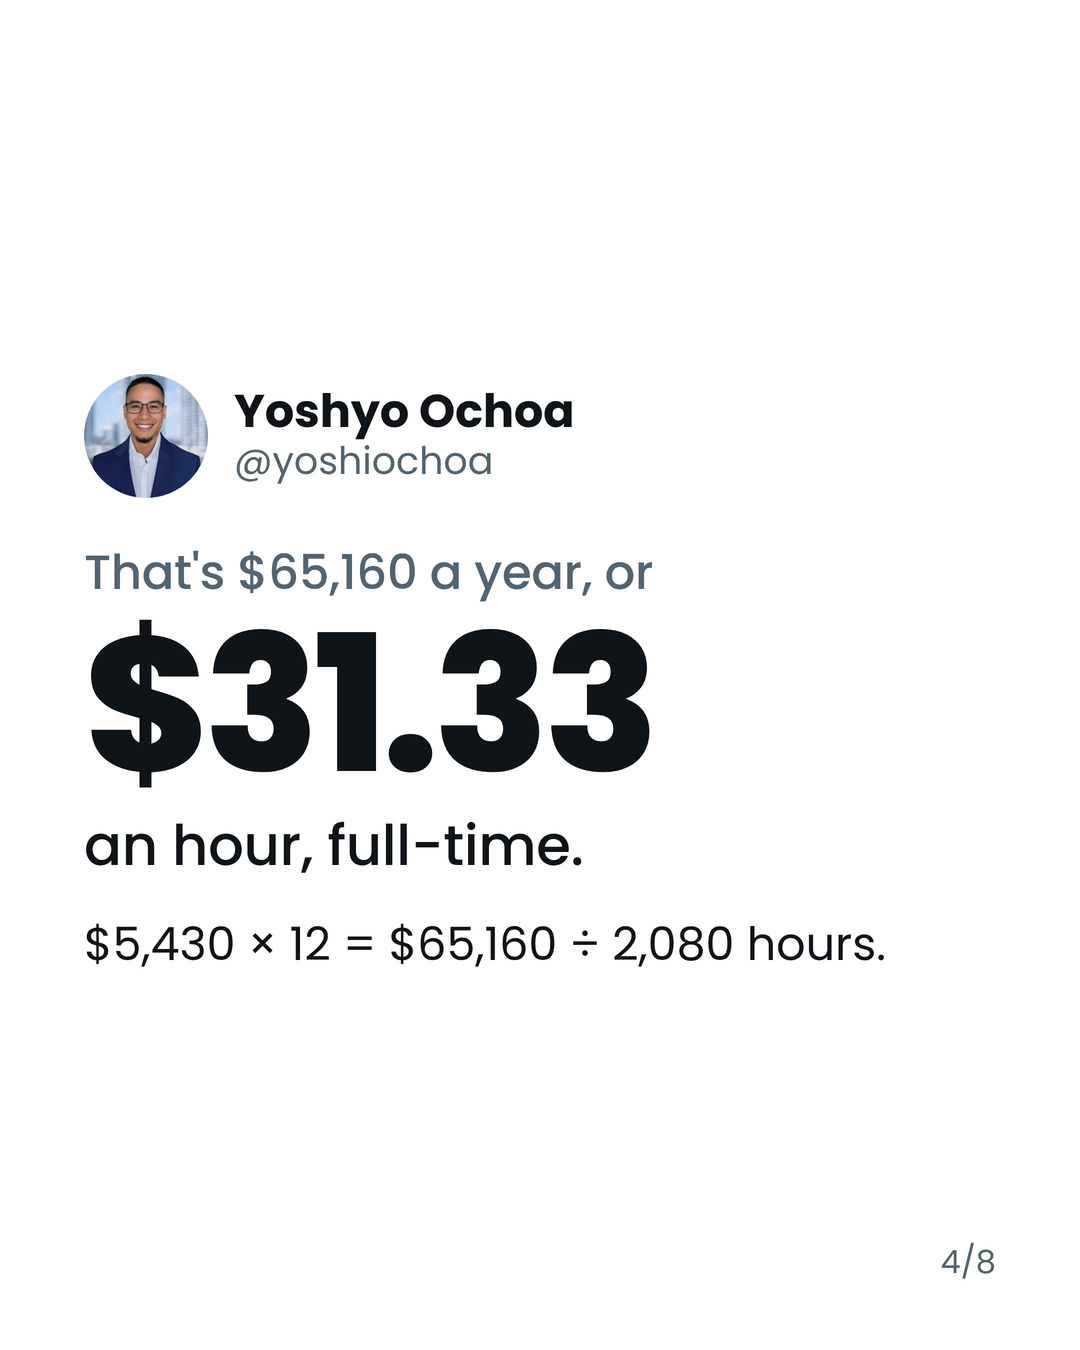 Yoshyo Ochoa
@yoshiochoa
That's $65,160 a year, or
$31.33
an hour, full-time.
$5,430 × 12 = $65,160 ÷ 2,080 hours.
4/8